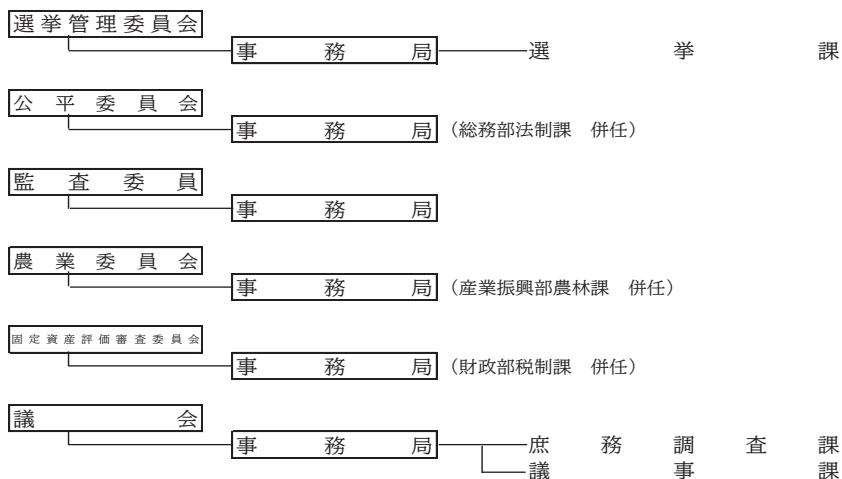 選挙管理委員会
事務局 選挙課
公平委員会
事務局 （総務部法制課　併任）
監査委員
事務局
農業委員会
事務局 （産業振興部農林課　併任）
固定資産評価審査委員会
事務局 （財政部税制課　併任）
議会
事務局 庶務調査課
議事課